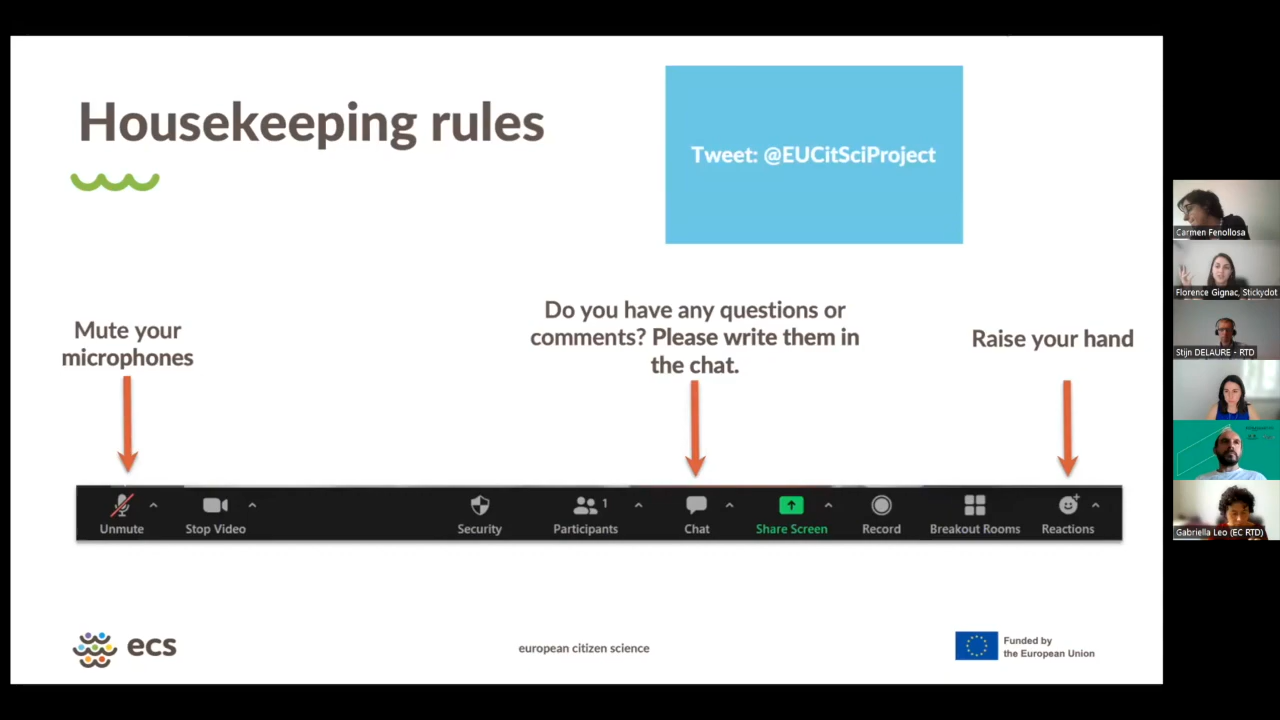 Housekeeping rules
Tweet: @EUCitSciProject
Mute your
microphones
Do you have any questions or
comments? Please write them in
the chat.
Raise your hand
Unmute
Stop Video
Security
1
Participants
Chat
Share Screen
Record
Breakout Rooms
Reactions
ecs
european citizen science
Funded by
the European Union
Carmen Fenollosa
Florence Gignac, Stickydot
Stijn DELAURE - RTD
Gabriella Leo (EC RTD)